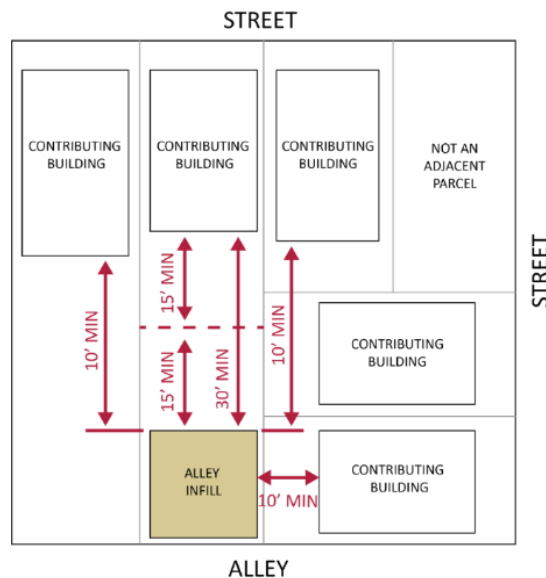 STREET
CONTRIBUTING
BUILDING
CONTRIBUTING
BUILDING
CONTRIBUTING
BUILDING
NOT AN
ADJACENT
PARCEL
STREET
10’ MIN
15’ MIN
15’ MIN
30’ MIN
10’ MIN
CONTRIBUTING
BUILDING
ALLEY
INFILL
10’ MIN
CONTRIBUTING
BUILDING
ALLEY